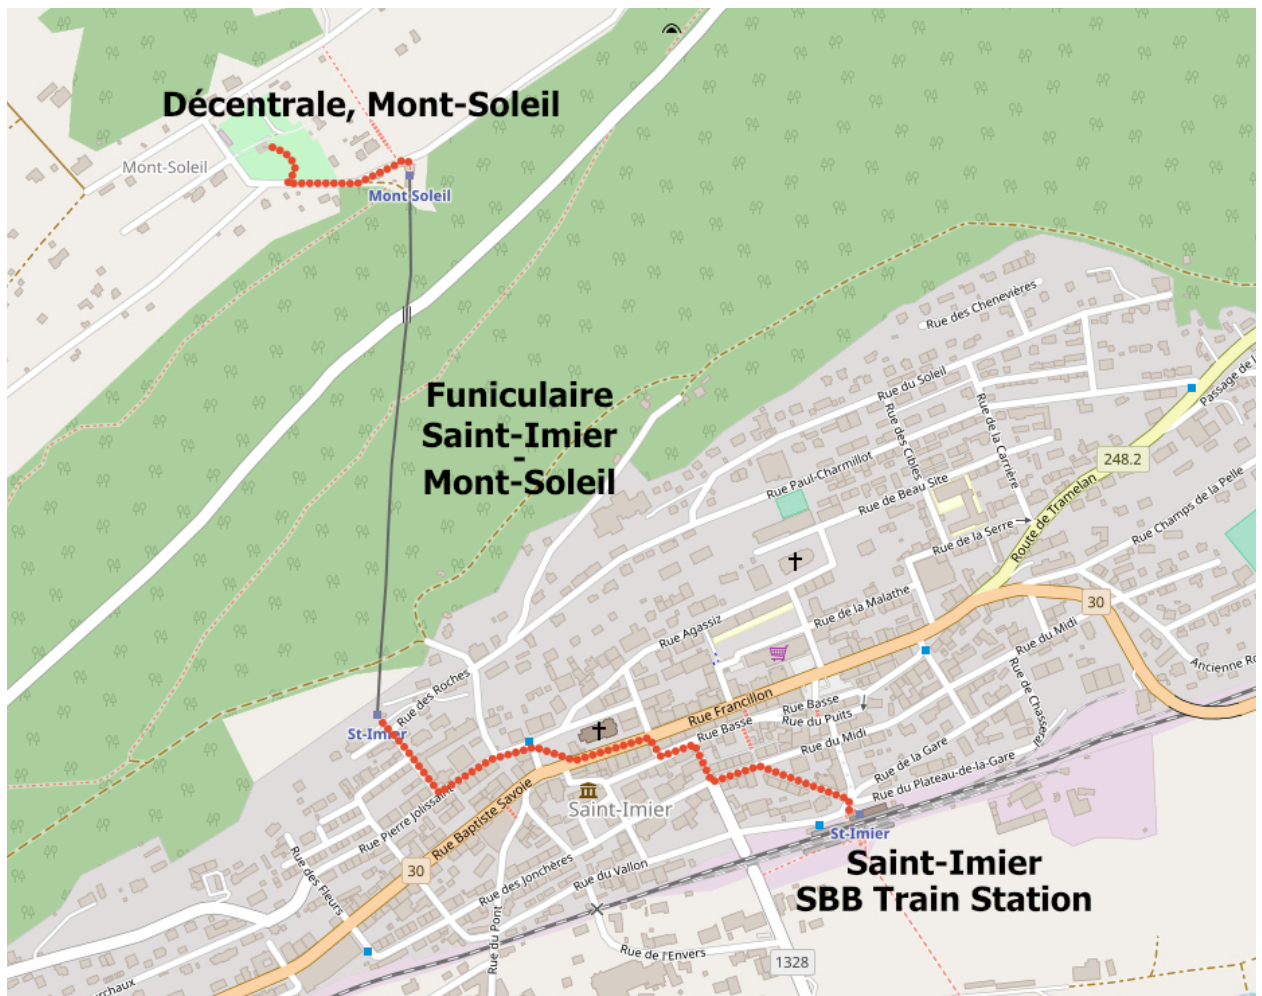 Décentrale, Mont-Soleil
Mont-Soleil
Mont Soleil
Rue des Chenevières
Funiculaire
Saint-Imier
-
Mont-Soleil
Rue du Soleil
Rue des Cibles
Rue de la Carrière
Passage de l
248.2
Rue Paul-Charmillot
Rue de Beau Site
Rue de la Serre
Route de Tramelan
Rue Champs de la Pelle
30
Rue de la Malathe
Rue Agassiz
Rue du Midi
Ancienne Ro
Rue des Roches
Rue Francillon
Rue Basse
Rue Basse
Rue du Puits
Rue du Midi
Rue de Chasseral
St-Imier
Rue de la Gare
Rue du Plateau-de-la-Gare
Rue Pierre Jolissaint
Rue Baptiste Savoie
Saint-Imier
St-Imier
30
Rue des Fleurs
Rue des Jonchères
Rue du Vallon
Saint-Imier
SBB Train Station
Rue du Pont
Rue de l'Envers
1328
urchaux